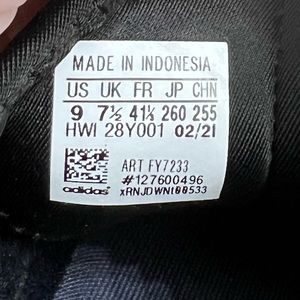 MADE IN INDONESIA
US UK FR JP CHN
9 7½ 41⅓ 260 255
HWI 28Y001 02/21
ART FY7233
#127600496
adidas xRNJDWNt00533